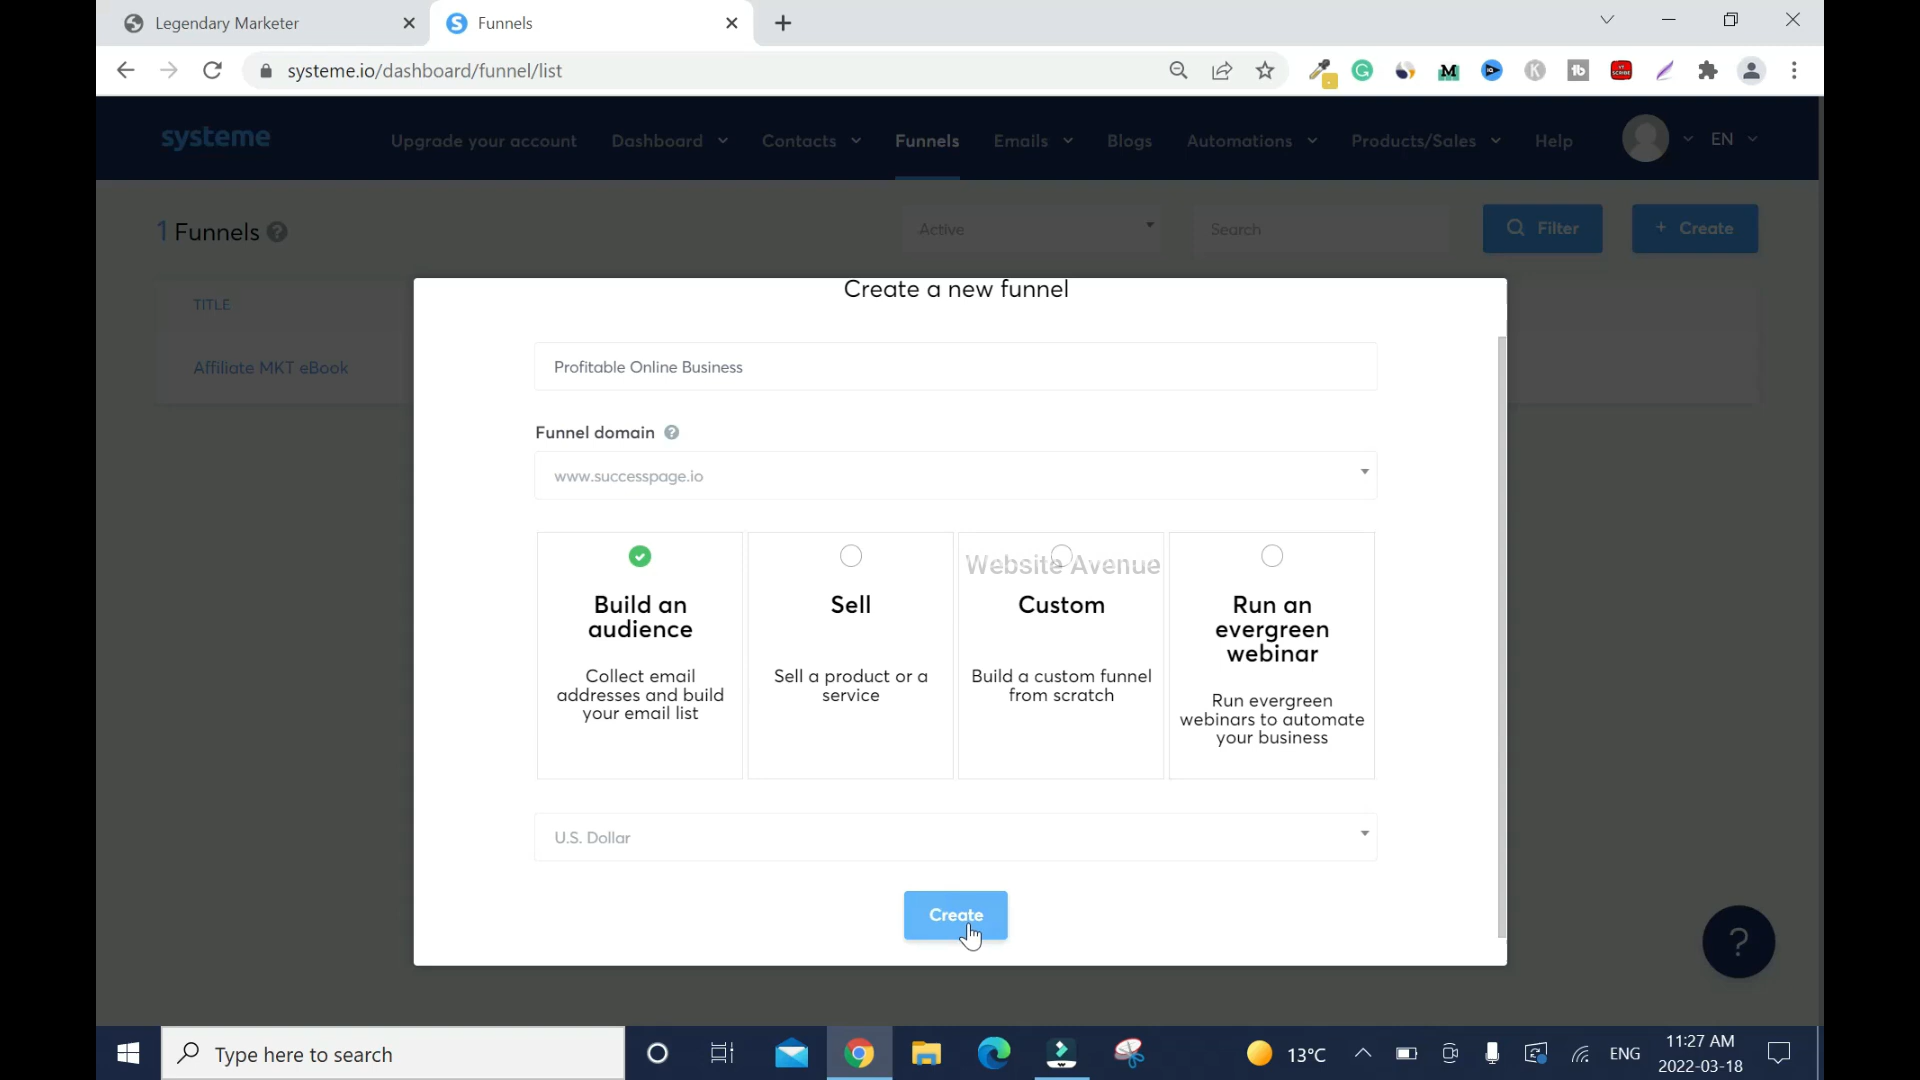 Legendary Marketer
Funnels
systeme.io/dashboard/funnel/list
systeme
Upgrade your account
Dashboard
Contacts
Funnels
Emails
Blogs
Automations
Products/Sales
Help
EN
1 Funnels
Active
Search
Filter
+ Create
TITLE
Affiliate MKT eBook
Create a new funnel
Profitable Online Business
Funnel domain
www.successpage.io
Website Avenue
Build an
audience
Collect email
addresses and build
your email list
Sell
Sell a product or a
service
Custom
Build a custom funnel
from scratch
Run an
evergreen
webinar
Run evergreen
webinars to automate
your business
U.S. Dollar
Create
?
Type here to search
13°C
ENG
11:27 AM
2022-03-18